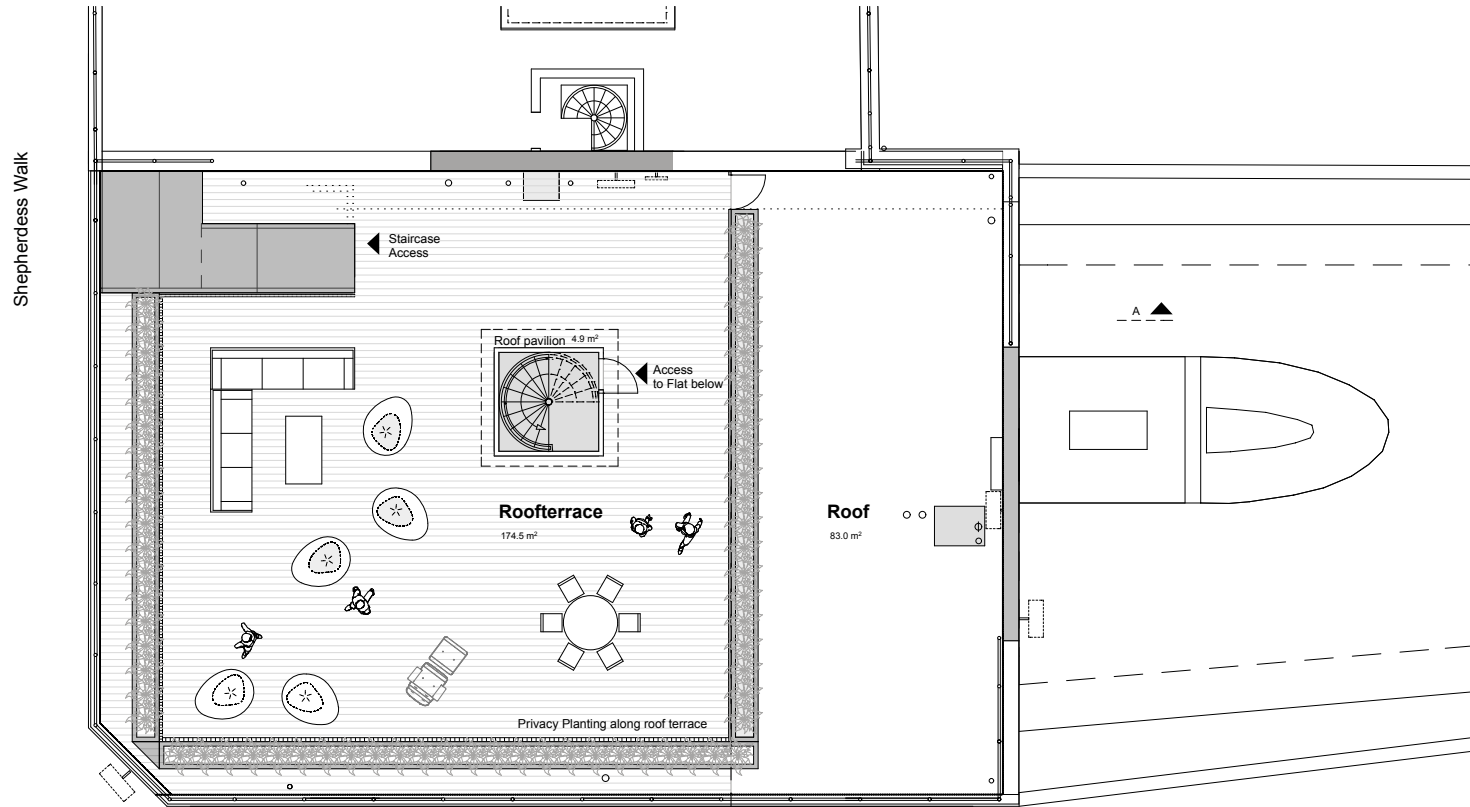 Shepherdess Walk
Staircase
Access
A
Roof pavilion 4.9 m²
Access
to Flat below
Roofterrace
174.5 m²
Roof
83.0 m²
Privacy Planting along roof terrace